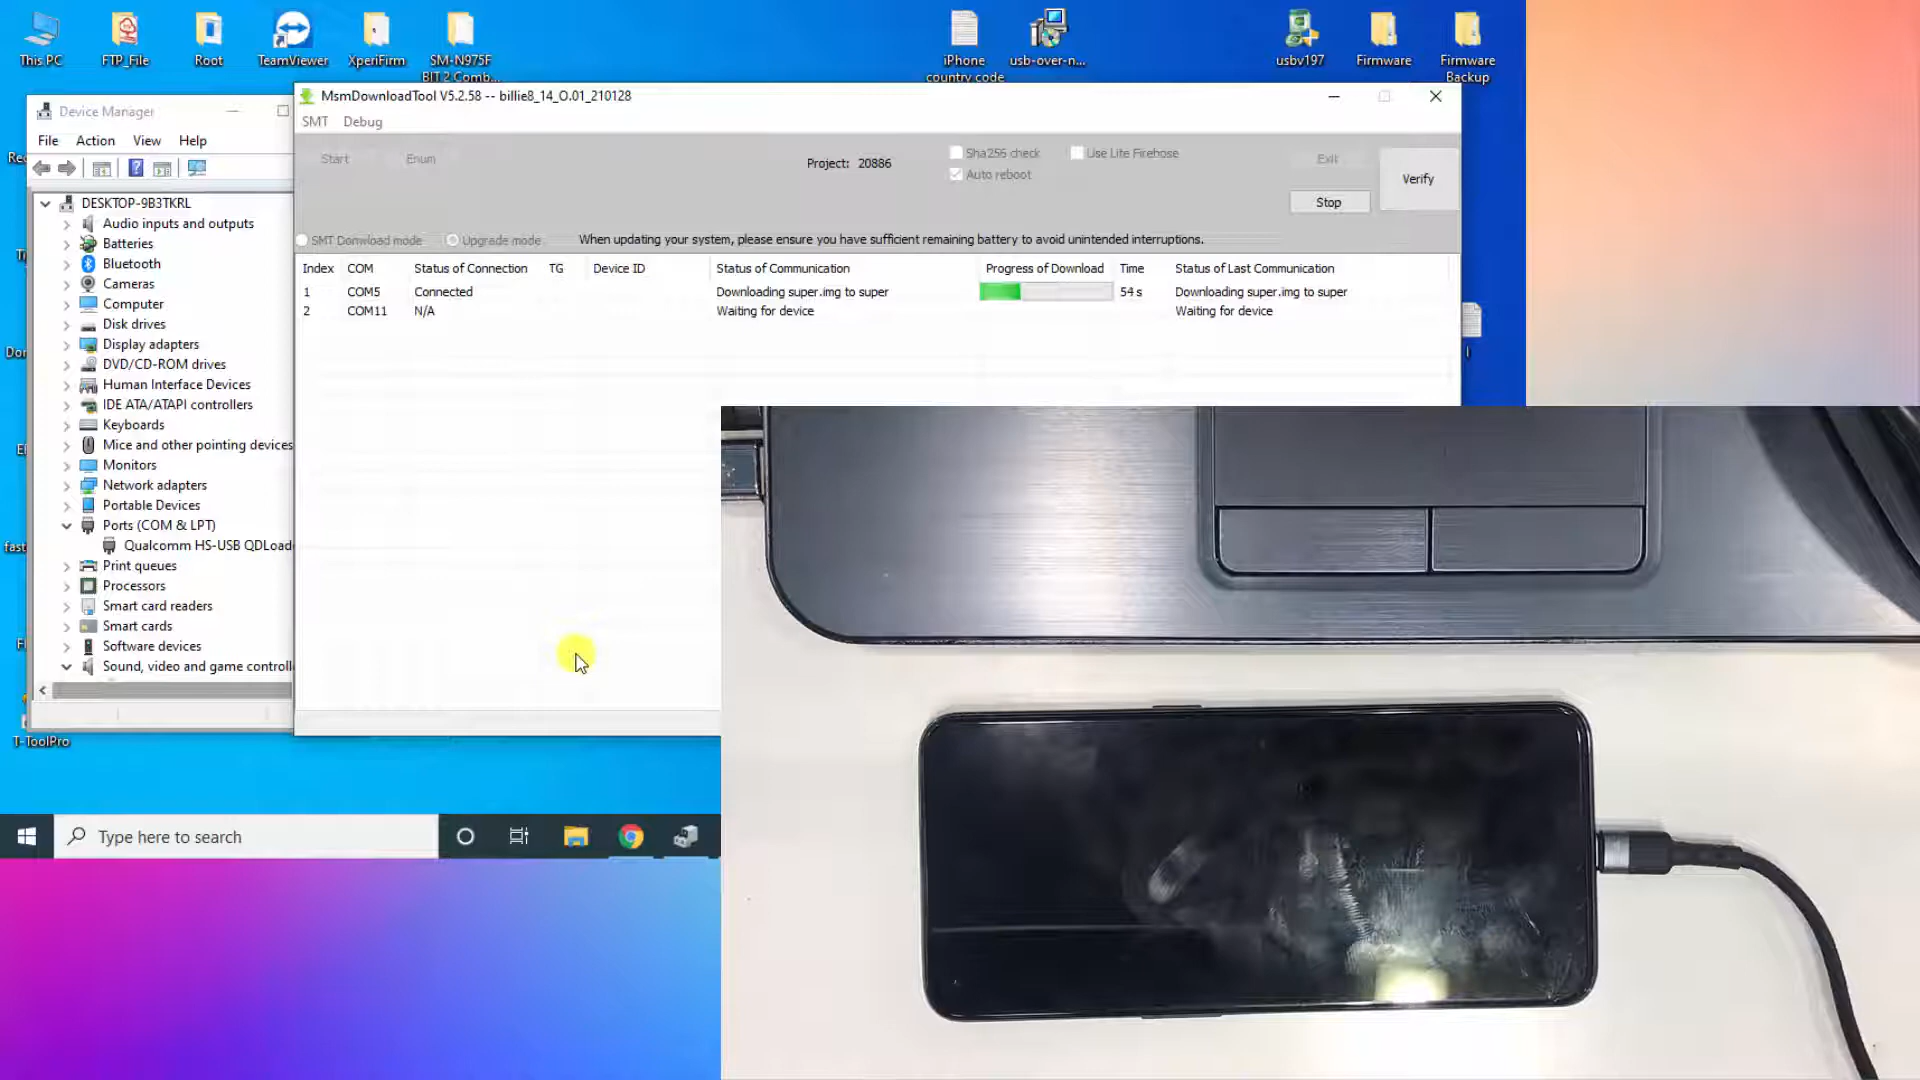 This PC
FTP_File
Root
TeamViewer
XperiFirm
SM-N975F
BIT 2 Comb...
iPhone
country code
usb-over-n...
usbv197
Firmware
Firmware
Backup
Device Manager
File Action View Help
DESKTOP-9B3TKRL
Audio inputs and outputs
Batteries
Bluetooth
Cameras
Computer
Disk drives
Display adapters
DVD/CD-ROM drives
Human Interface Devices
IDE ATA/ATAPI controllers
Keyboards
Mice and other pointing devices
Monitors
Network adapters
Portable Devices
Ports (COM & LPT)
Qualcomm HS-USB QDLoad
Print queues
Processors
Smart card readers
Smart cards
Software devices
Sound, video and game controll
MsmDownloadTool V5.2.58 -- billie8_14_O.01_210128
SMT Debug
Start Enum
Project: 20886
Sha256 check Use Lite Firehose
Auto reboot
Exit
Verify
Stop
SMT Donwload mode Upgrade mode When updating your system, please ensure you have sufficient remaining battery to avoid unintended interruptions.
Index COM Status of Connection TG Device ID Status of Communication Progress of Download Time Status of Last Communication
1 COM5 Connected Downloading super.img to super 54 s Downloading super.img to super
2 COM11 N/A Waiting for device Waiting for device
T-ToolPro
Type here to search